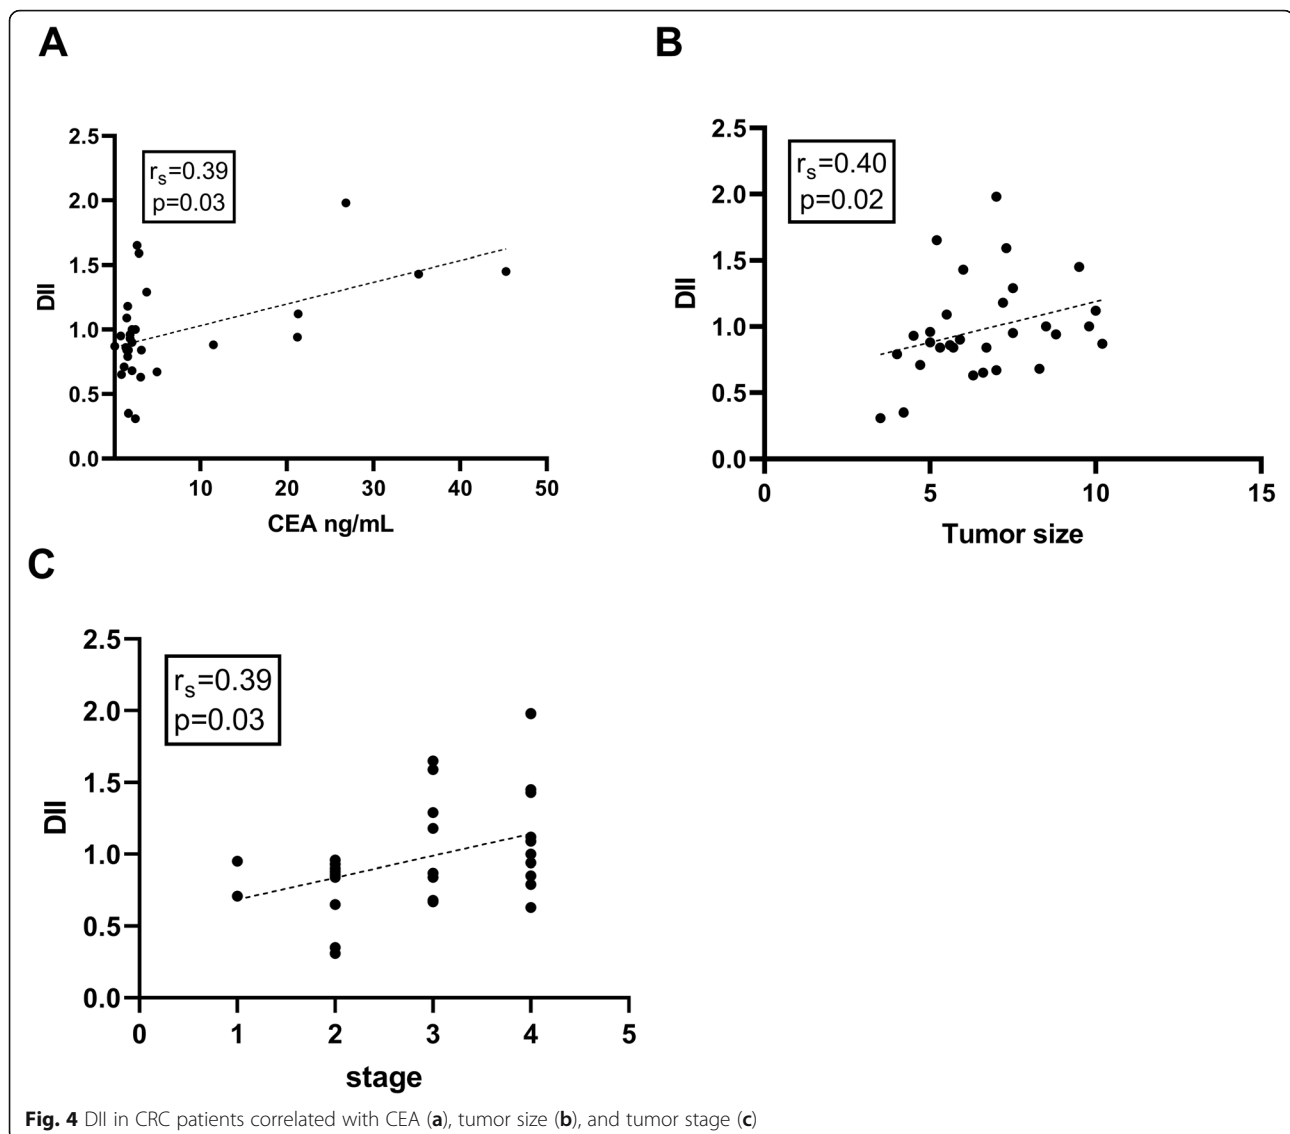 A
2.5
2.0
1.5
1.0
0.5
0.0
DII
rs=0.39
p=0.03
10 20 30 40 50
CEA ng/mL
B
2.5
2.0
1.5
1.0
0.5
0.0
DII
rs=0.40
p=0.02
0 5 10 15
Tumor size
C
2.5
2.0
1.5
1.0
0.5
0.0
DII
rs=0.39
p=0.03
0 1 2 3 4 5
stage
Fig. 4 DII in CRC patients correlated with CEA (a), tumor size (b), and tumor stage (c)